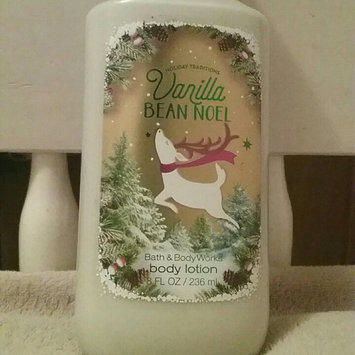 HOLIDAY TRADITIONS
Vanilla
BEAN NOEL
Bath & Body Works
body lotion
8 FL OZ / 236 ml